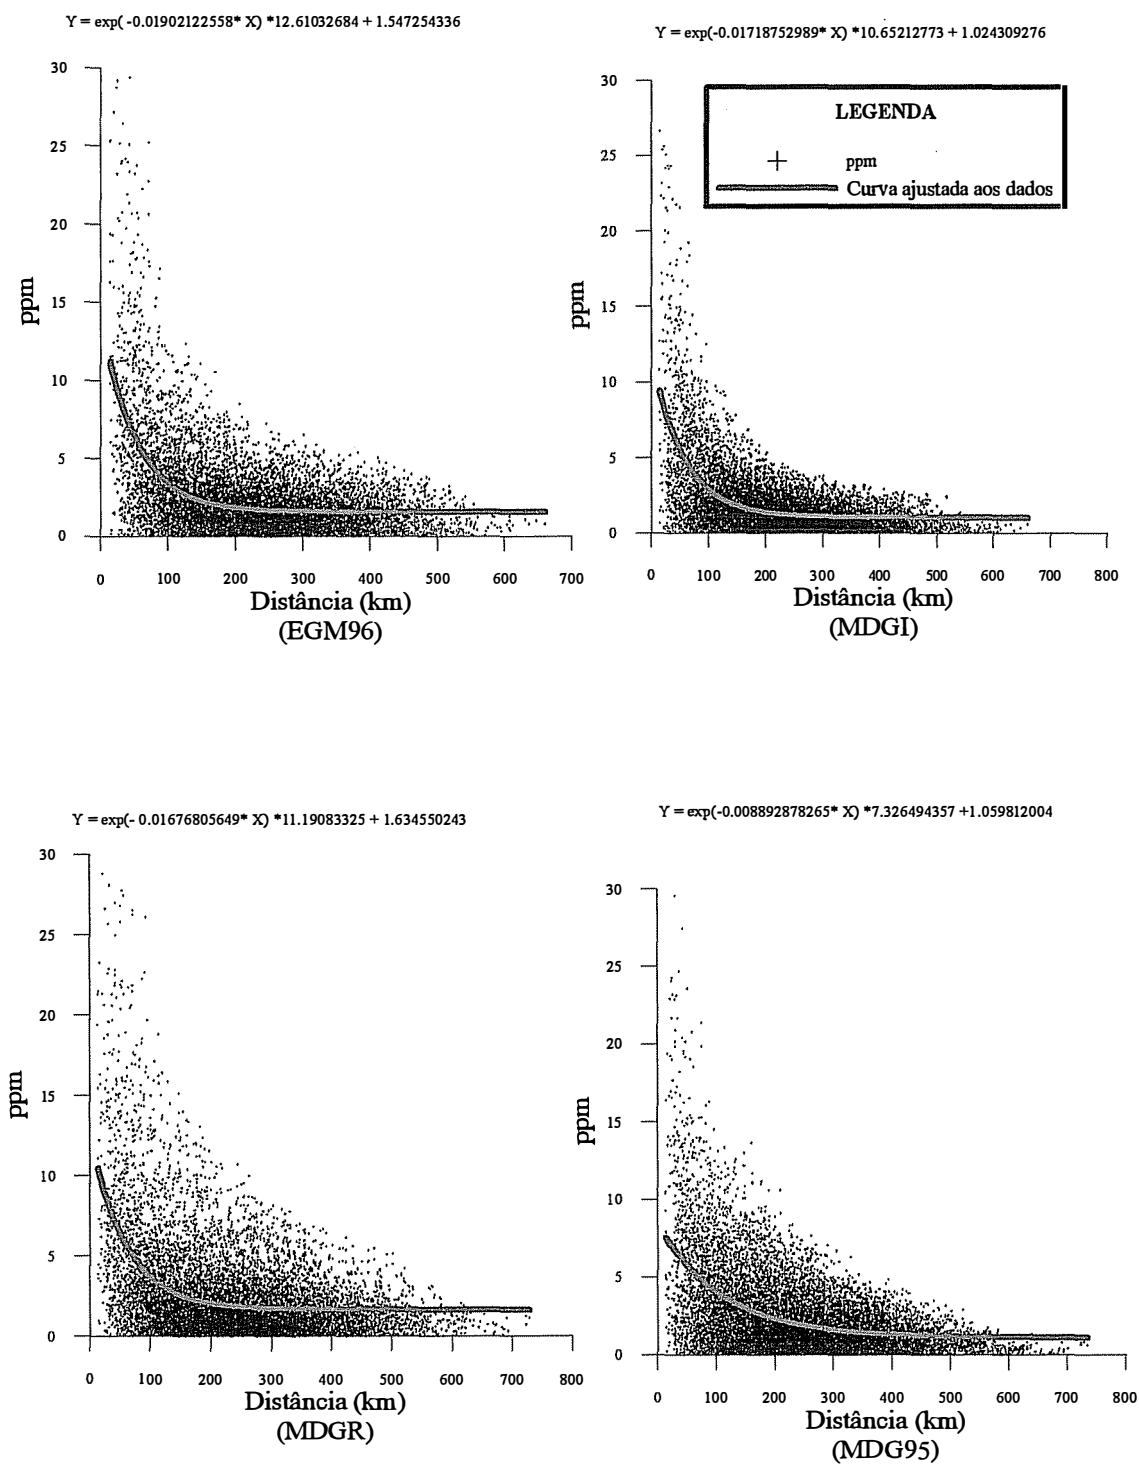 Y = exp( -0.01902122558* X) *12.61032684 + 1.547254336
30
25
20
15
10
5
0
ppm
0 100 200 300 400 500 600 700
Distância (km)
(EGM96)
Y = exp(-0.01718752989* X) *10.65212773 + 1.024309276
30
25
20
15
10
5
0
ppm
LEGENDA
ppm
Curva ajustada aos dados
0 100 200 300 400 500 600 700 800
Distância (km)
(MDGI)
Y = exp(- 0.01676805649* X) *11.19083325 + 1.634550243
30
25
20
15
10
5
0
ppm
0 100 200 300 400 500 600 700 800
Distância (km)
(MDGR)
Y = exp(-0.008892878265* X) *7.326494357 +1.059812004
30
25
20
15
10
5
0
ppm
0 100 200 300 400 500 600 700 800
Distância (km)
(MDG95)